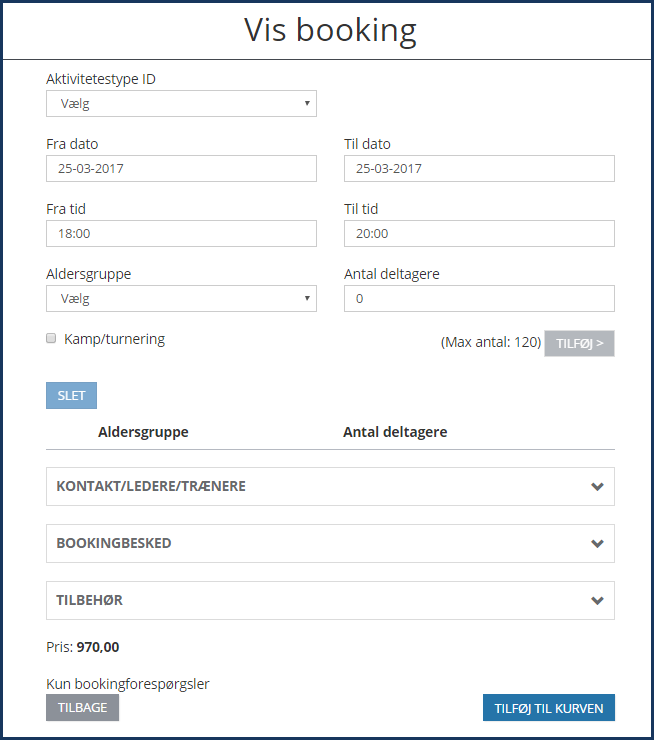 Vis booking
Aktivitetestype ID
Vælg
Fra dato
Til dato
25-03-2017
25-03-2017
Fra tid
Til tid
18:00
20:00
Aldersgruppe
Antal deltagere
Vælg
0
Kamp/turnering
(Max antal: 120)
TILFØJ >
SLET
Aldersgruppe
Antal deltagere
KONTAKT/LEDERE/TRÆNERE
BOOKINGBESKED
TILBEHØR
Pris: 970,00
Kun bookingforespørgsler
TILBAGE
TILFØJ TIL KURVEN